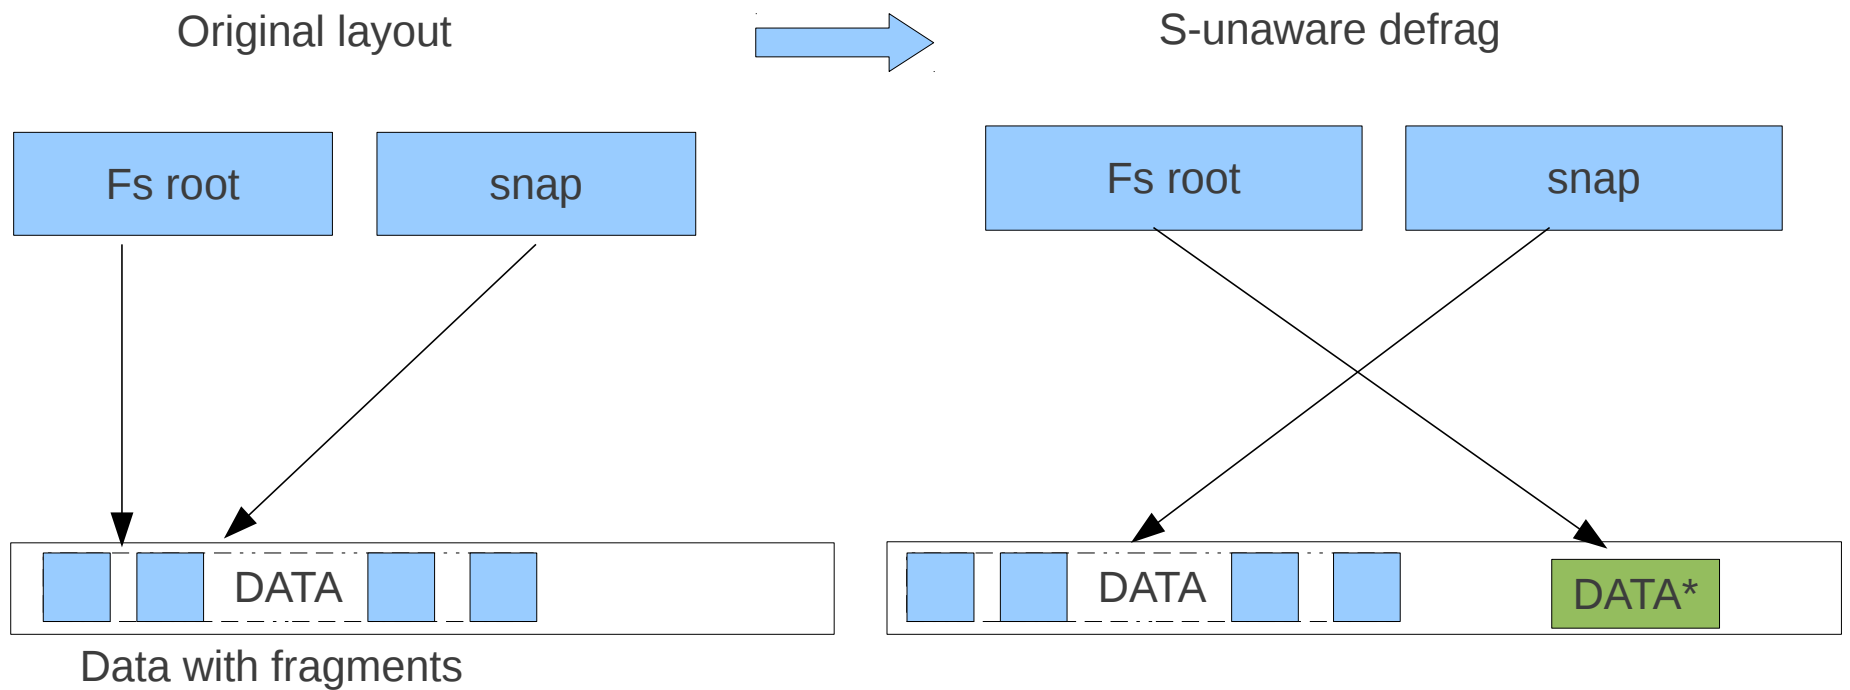 Original layout
S-unaware defrag
Fs root
snap
Fs root
snap
DATA
DATA
DATA*
Data with fragments